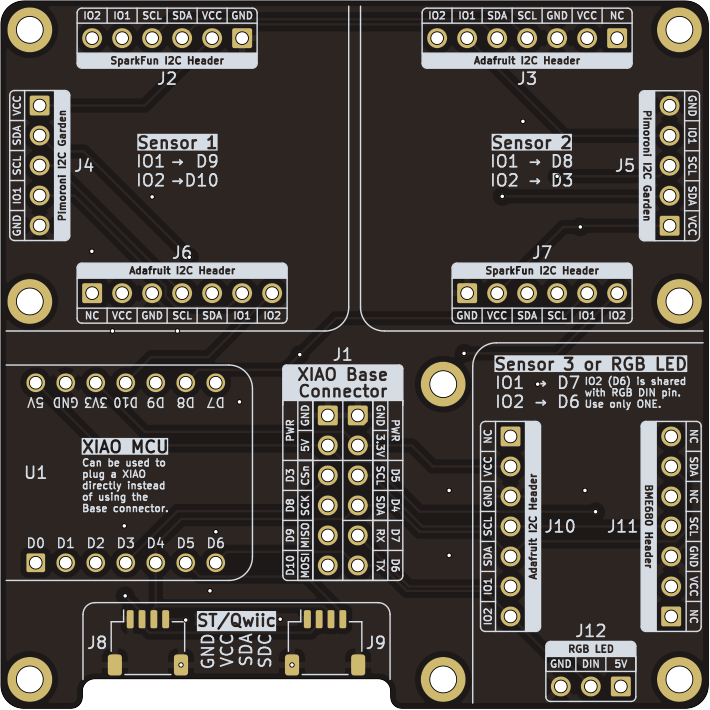 IO2 IO1 SCL SDA VCC GND
SparkFun I2C Header
J2
IO2 IO1 SDA SCL GND VCC NC
Adafruit I2C Header
J3
VCC SDA SCL IO1 GND
Pimoroni I2C Garden
J4
Sensor 1
IO1 → D9
IO2 →D10
Sensor 2
IO1 → D8
IO2 → D3
J5
Pimoroni I2C Garden
GND IO1 SCL SDA VCC
J6
Adafruit I2C Header
NC VCC GND SCL SDA IO1 IO2
J7
SparkFun I2C Header
GND VCC SDA SCL IO1 IO2
5V GND 3V3 D10 D9 D8 D7
U1
XIAO MCU
Can be used to
plug a XIAO
directly instead
of using the
Base connector.
D0 D1 D2 D3 D4 D5 D6
J1
XIAO Base
Connector
PWR GND GND PWR
5V 3.3V
D3 CSn SCL D5
D8 SCK SDA D4
D9 MISO RX D7
D10 MOSI TX D6
Sensor 3 or RGB LED
IO1 → D7
IO2 → D6
IO2 (D6) is shared
with RGB DIN pin.
Use only ONE.
NC VCC GND SCL SDA IO1 IO2
Adafruit I2C Header
J10
J11
BME680 Header
NC SDA NC SCL GND VCC NC
J12
RGB LED
GND DIN 5V
J8
ST/Qwiic
GND
VCC
SDA
SDC
J9